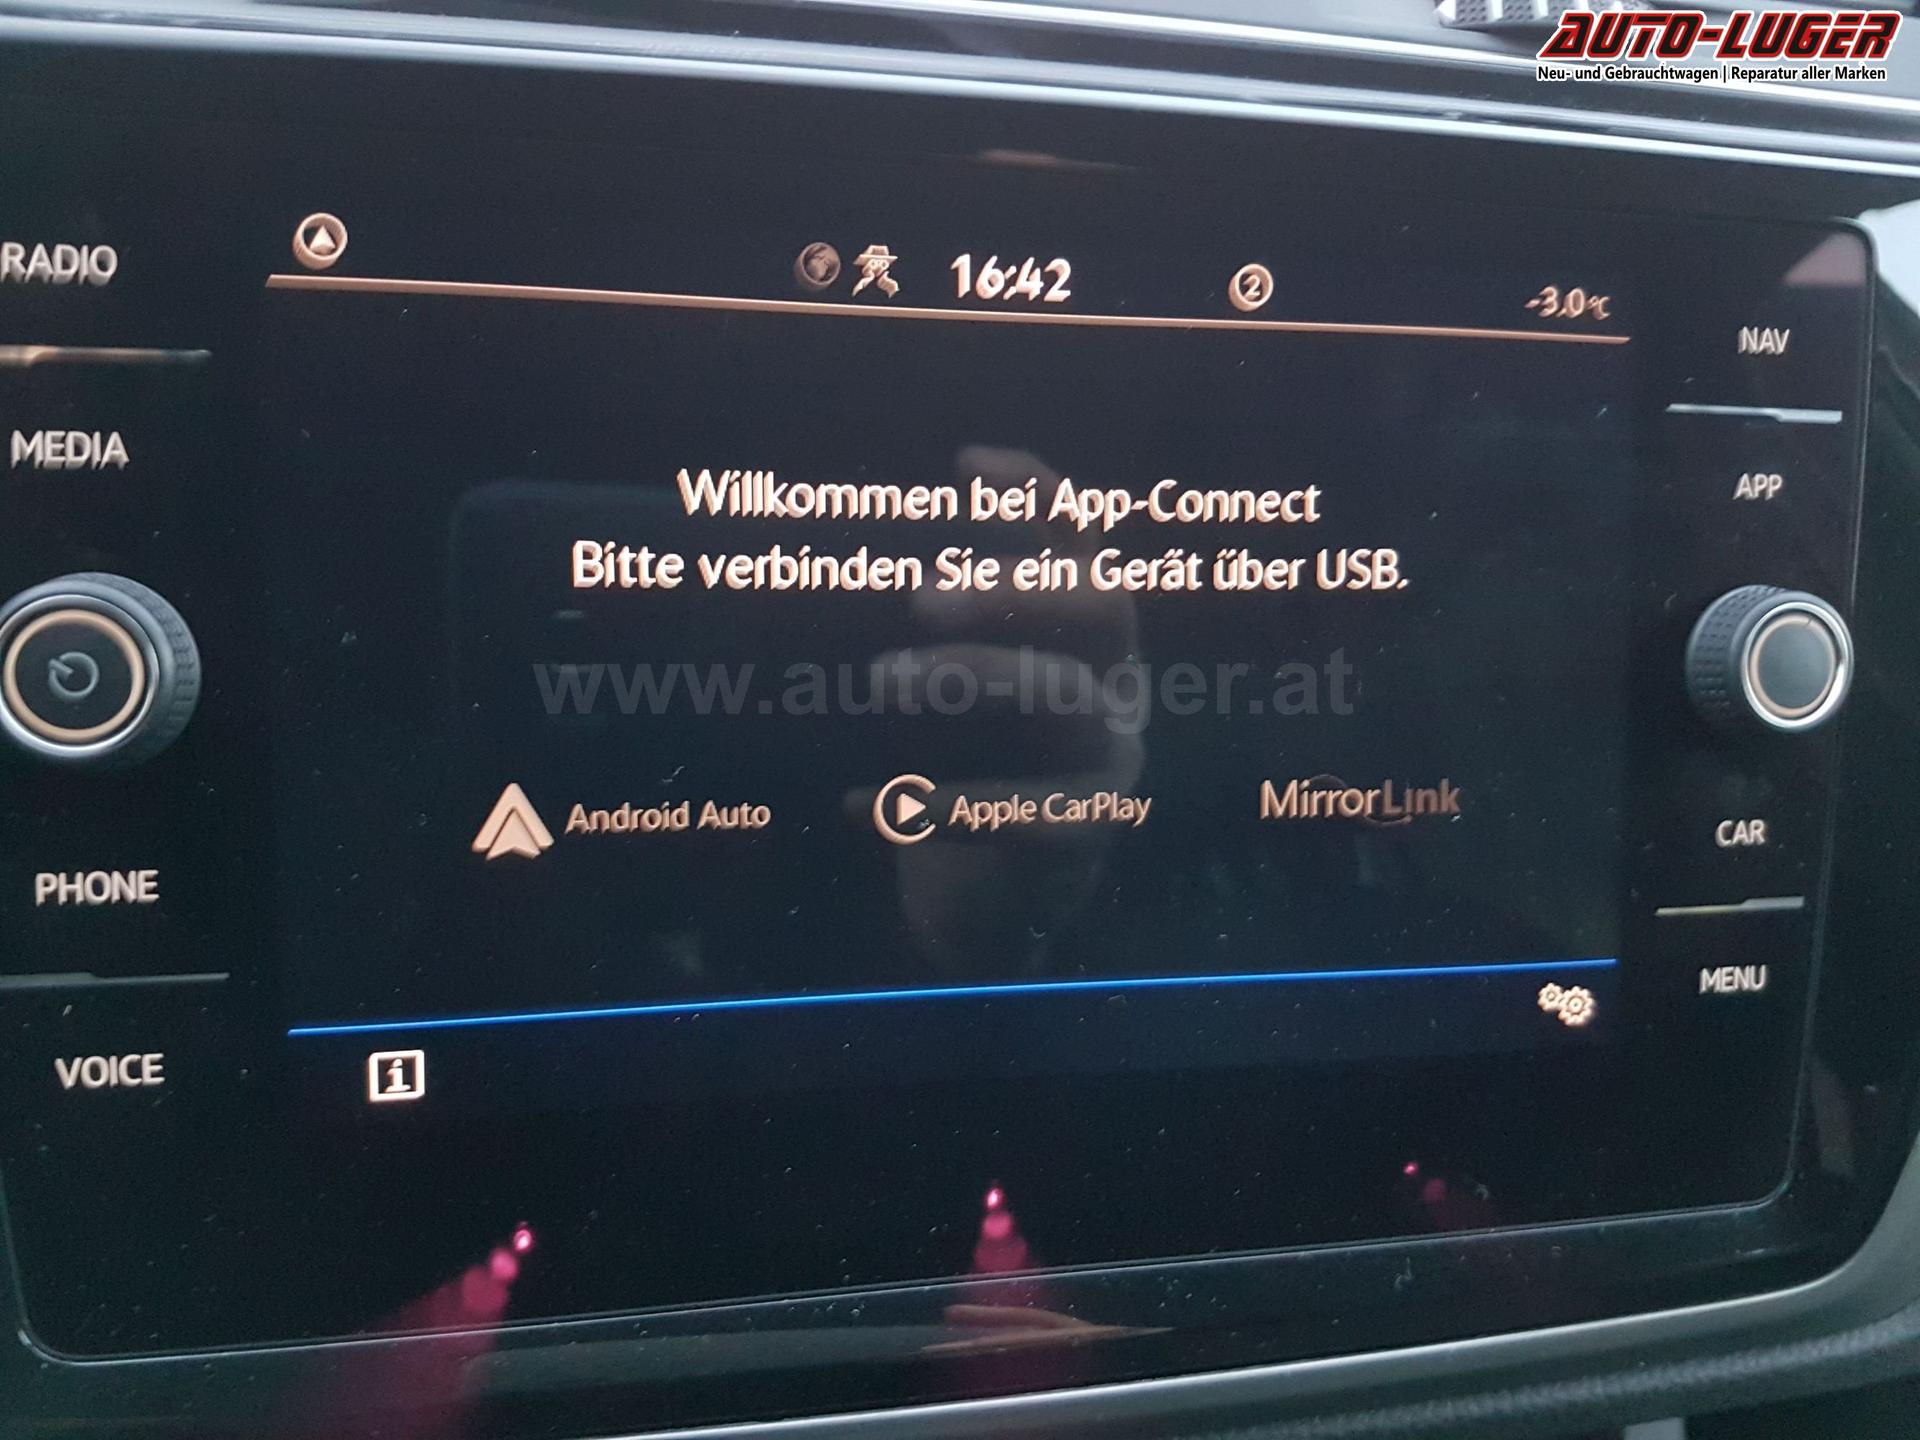 AUTO-LUGER
Neu- und Gebrauchtwagen | Reparatur aller Marken
RADIO
MEDIA
PHONE
VOICE
16:42
2
-3.0°C
Willkommen bei App-Connect
Bitte verbinden Sie ein Gerät über USB.
www.auto-luger.at
Android Auto
Apple CarPlay
MirrorLink
i
NAV
APP
CAR
MENU